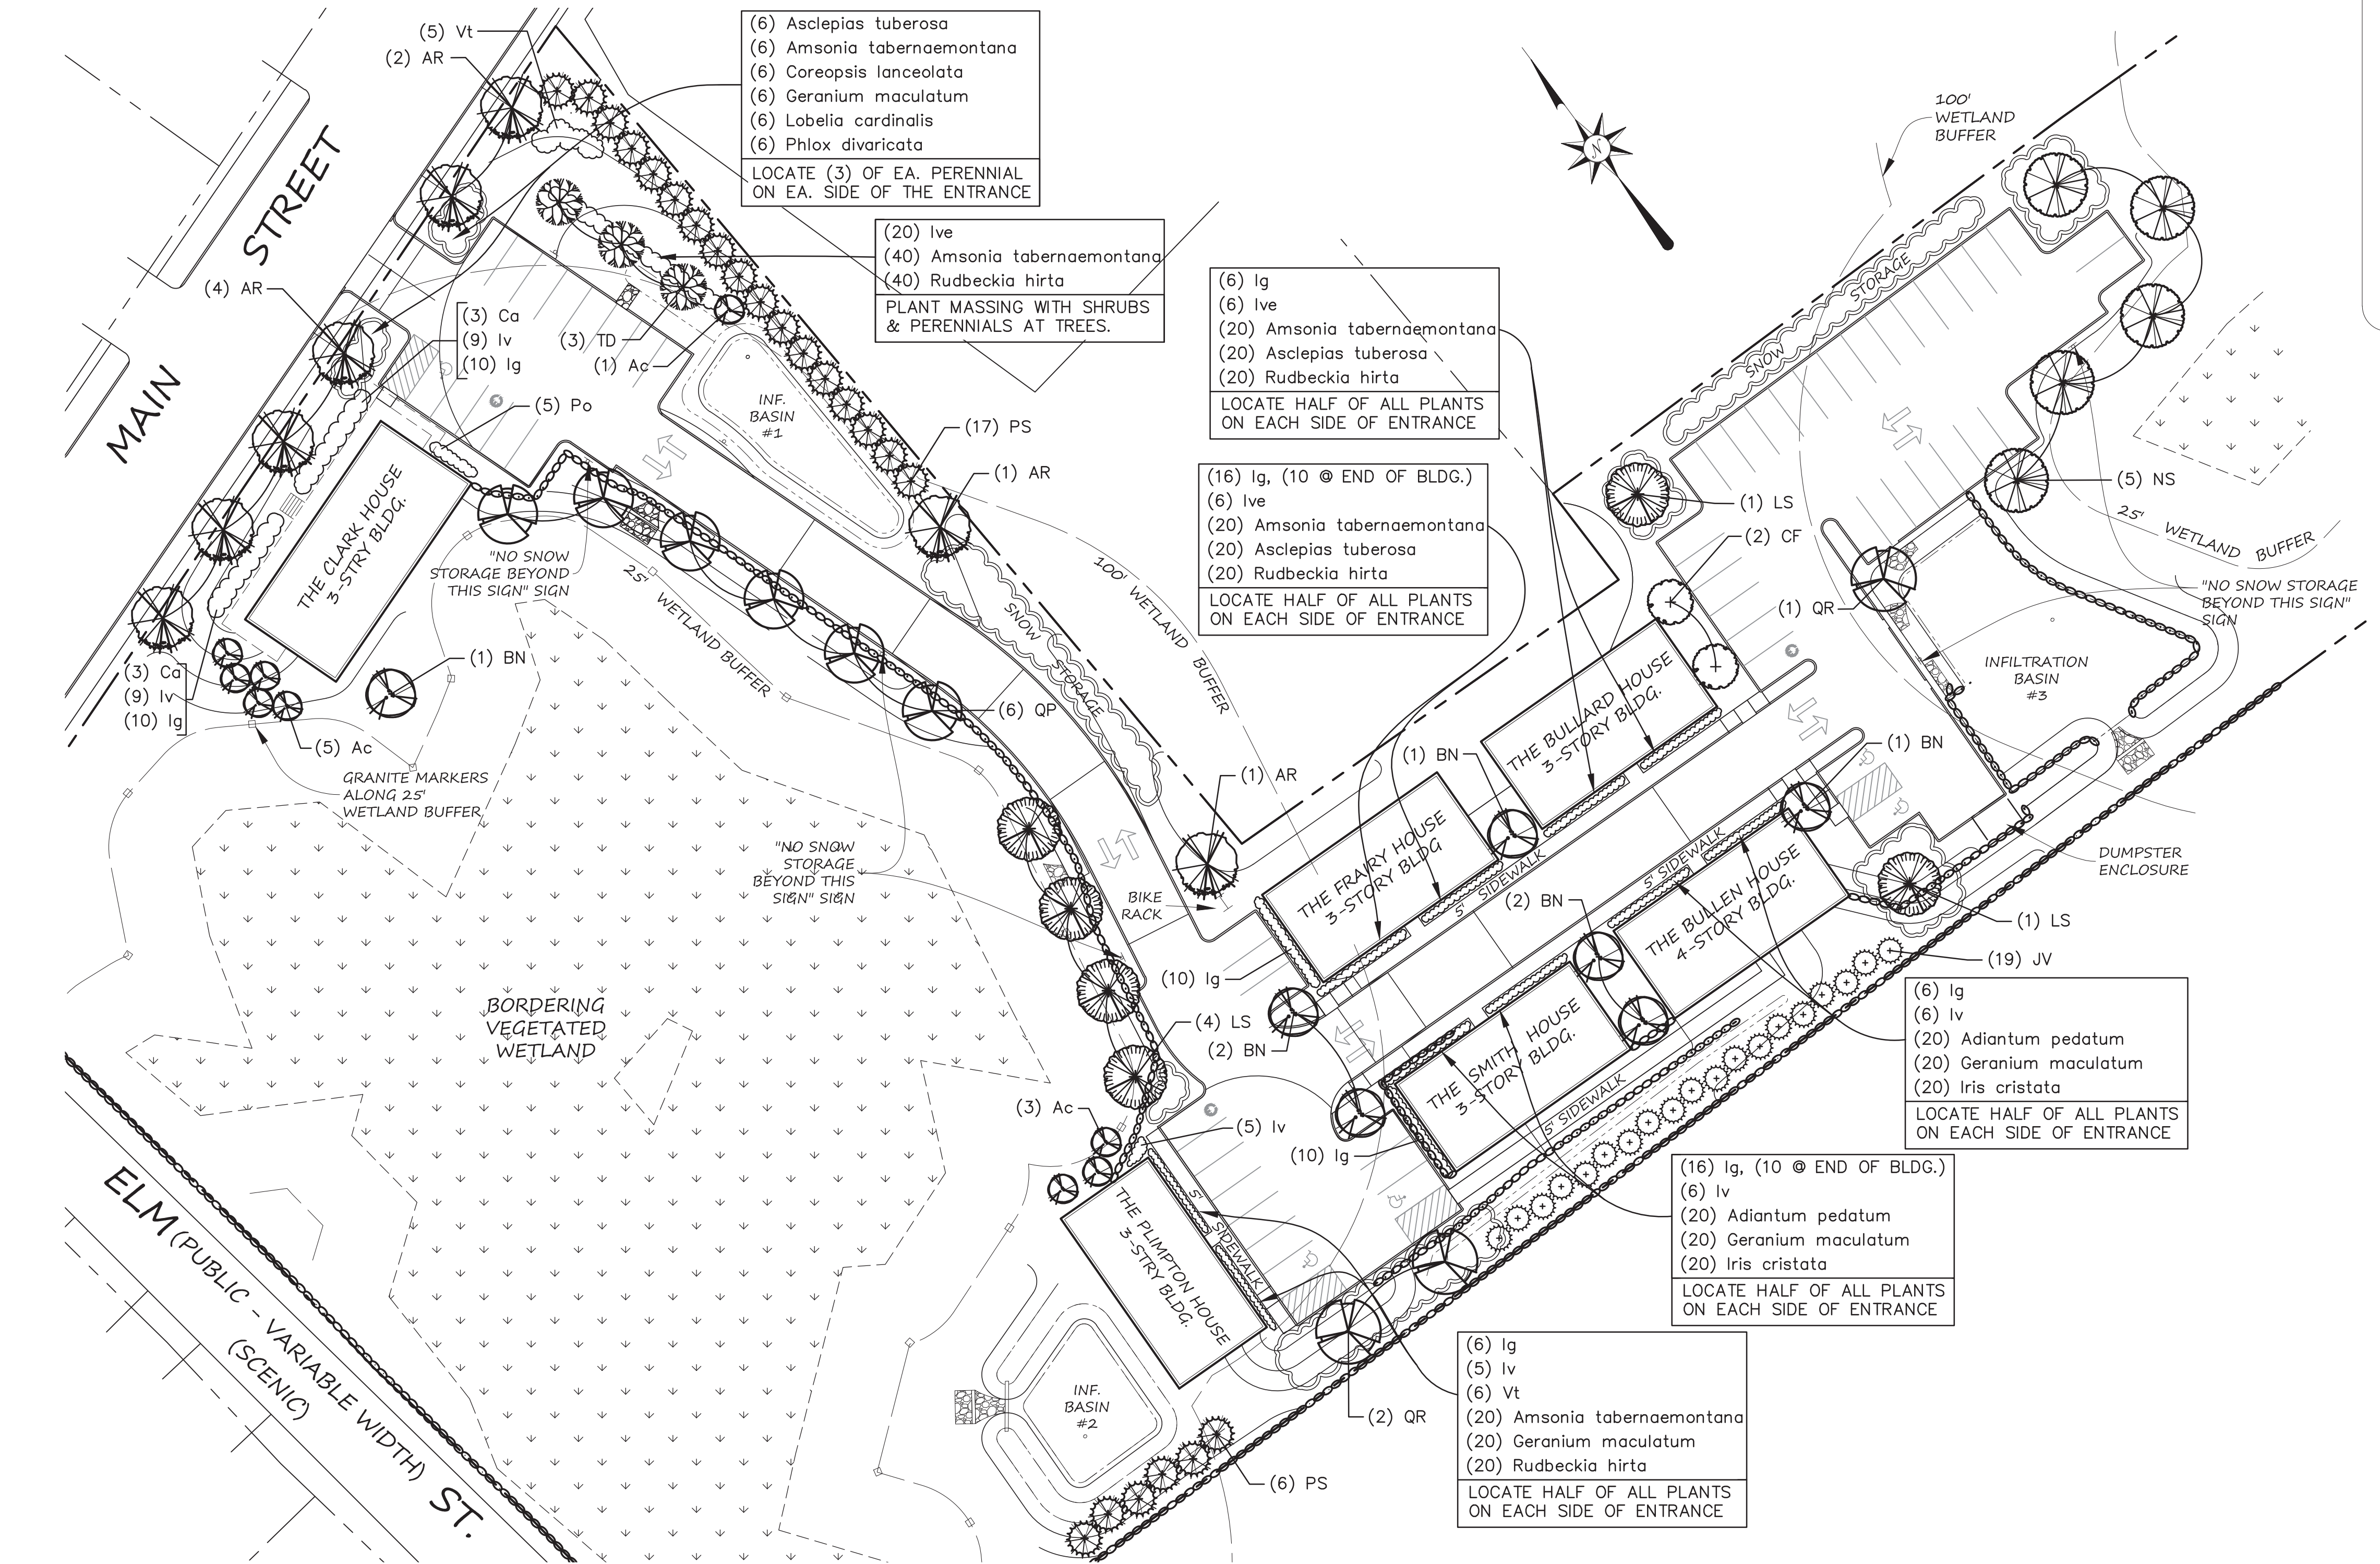 (5) Vt
(2) AR
(6) Asclepias tuberosa
(6) Amsonia tabernaemontana
(6) Coreopsis lanceolata
(6) Geranium maculatum
(6) Lobelia cardinalis
(6) Phlox divaricata
LOCATE (3) OF EA. PERENNIAL
ON EA. SIDE OF THE ENTRANCE
(20) Ive
(40) Amsonia tabernaemontana
(40) Rudbeckia hirta
PLANT MASSING WITH SHRUBS
& PERENNIALS AT TREES.
MAIN STREET
(4) AR
(3) Ca
(9) Iv
(10) Ig
(3) TD
(1) Ac
(5) Po
INF.
BASIN
#1
(17) PS
(1) AR
THE CLARK HOUSE
3-STRY BLDG.
"NO SNOW
STORAGE BEYOND
THIS SIGN" SIGN
25' WETLAND BUFFER
100' WETLAND BUFFER
SNOW STORAGE
(3) Ca
(9) Iv
(10) Ig
(1) BN
(5) Ac
(6) QP
GRANITE MARKERS
ALONG 25'
WETLAND BUFFER
"NO SNOW
STORAGE
BEYOND THIS
SIGN" SIGN
BORDERING
VEGETATED
WETLAND
ELM (PUBLIC - VARIABLE WIDTH) ST.
(SCENIC)
N
100'
WETLAND
BUFFER
SNOW STORAGE
(6) Ig
(6) Ive
(20) Amsonia tabernaemontana
(20) Asclepias tuberosa
(20) Rudbeckia hirta
LOCATE HALF OF ALL PLANTS
ON EACH SIDE OF ENTRANCE
(16) Ig, (10 @ END OF BLDG.)
(6) Ive
(20) Amsonia tabernaemontana
(20) Asclepias tuberosa
(20) Rudbeckia hirta
LOCATE HALF OF ALL PLANTS
ON EACH SIDE OF ENTRANCE
(1) LS
(2) CF
(5) NS
25' WETLAND BUFFER
(1) QR
"NO SNOW STORAGE
BEYOND THIS SIGN"
SIGN
INFILTRATION
BASIN
#3
THE BULLARD HOUSE
3-STORY BLDG.
(1) BN
(1) BN
(1) AR
THE FRAIRY HOUSE
3-STORY BLDG
5' SIDEWALK
5' SIDEWALK
BIKE
RACK
(2) BN
THE BULLEN HOUSE
4-STORY BLDG.
DUMPSTER
ENCLOSURE
(1) LS
(19) JV
(10) Ig
(4) LS
(2) BN
THE SMITH HOUSE
3-STORY BLDG.
5' SIDEWALK
(3) Ac
(5) Iv
(10) Ig
(6) Ig
(6) Iv
(20) Adiantum pedatum
(20) Geranium maculatum
(20) Iris cristata
LOCATE HALF OF ALL PLANTS
ON EACH SIDE OF ENTRANCE
(16) Ig, (10 @ END OF BLDG.)
(6) Iv
(20) Adiantum pedatum
(20) Geranium maculatum
(20) Iris cristata
LOCATE HALF OF ALL PLANTS
ON EACH SIDE OF ENTRANCE
THE PLIMPTON HOUSE
3-STRY BLDG.
5' SIDEWALK
INF.
BASIN
#2
(2) QR
(6) PS
(6) Ig
(5) Iv
(6) Vt
(20) Amsonia tabernaemontana
(20) Geranium maculatum
(20) Rudbeckia hirta
LOCATE HALF OF ALL PLANTS
ON EACH SIDE OF ENTRANCE